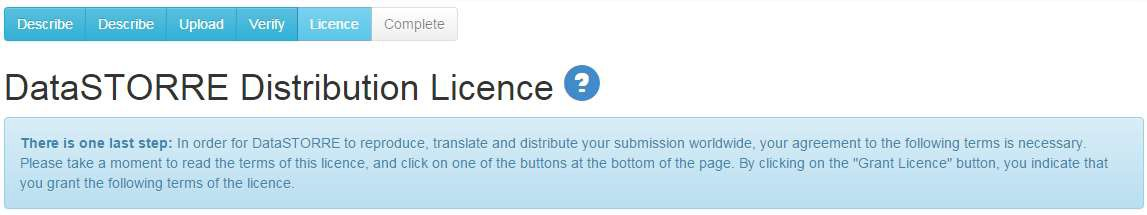 Describe Describe Upload Verify Licence Complete
DataSTORRE Distribution Licence ?
There is one last step: In order for DataSTORRE to reproduce, translate and distribute your submission worldwide, your agreement to the following terms is necessary.
Please take a moment to read the terms of this licence, and click on one of the buttons at the bottom of the page. By clicking on the "Grant Licence" button, you indicate that
you grant the following terms of the licence.